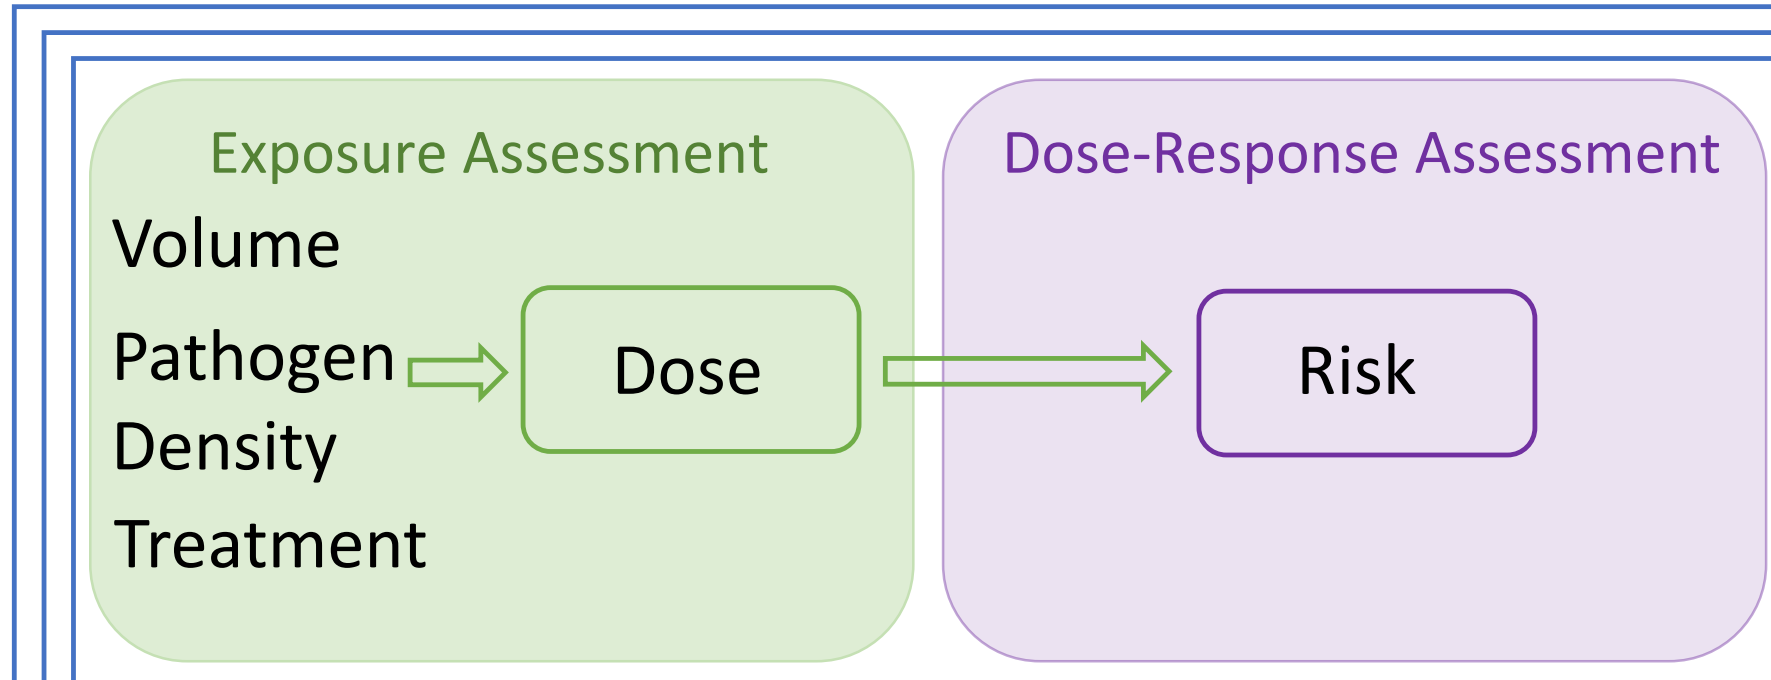 Exposure Assessment
Volume
Pathogen
Density
Treatment
Dose
Dose-Response Assessment
Risk